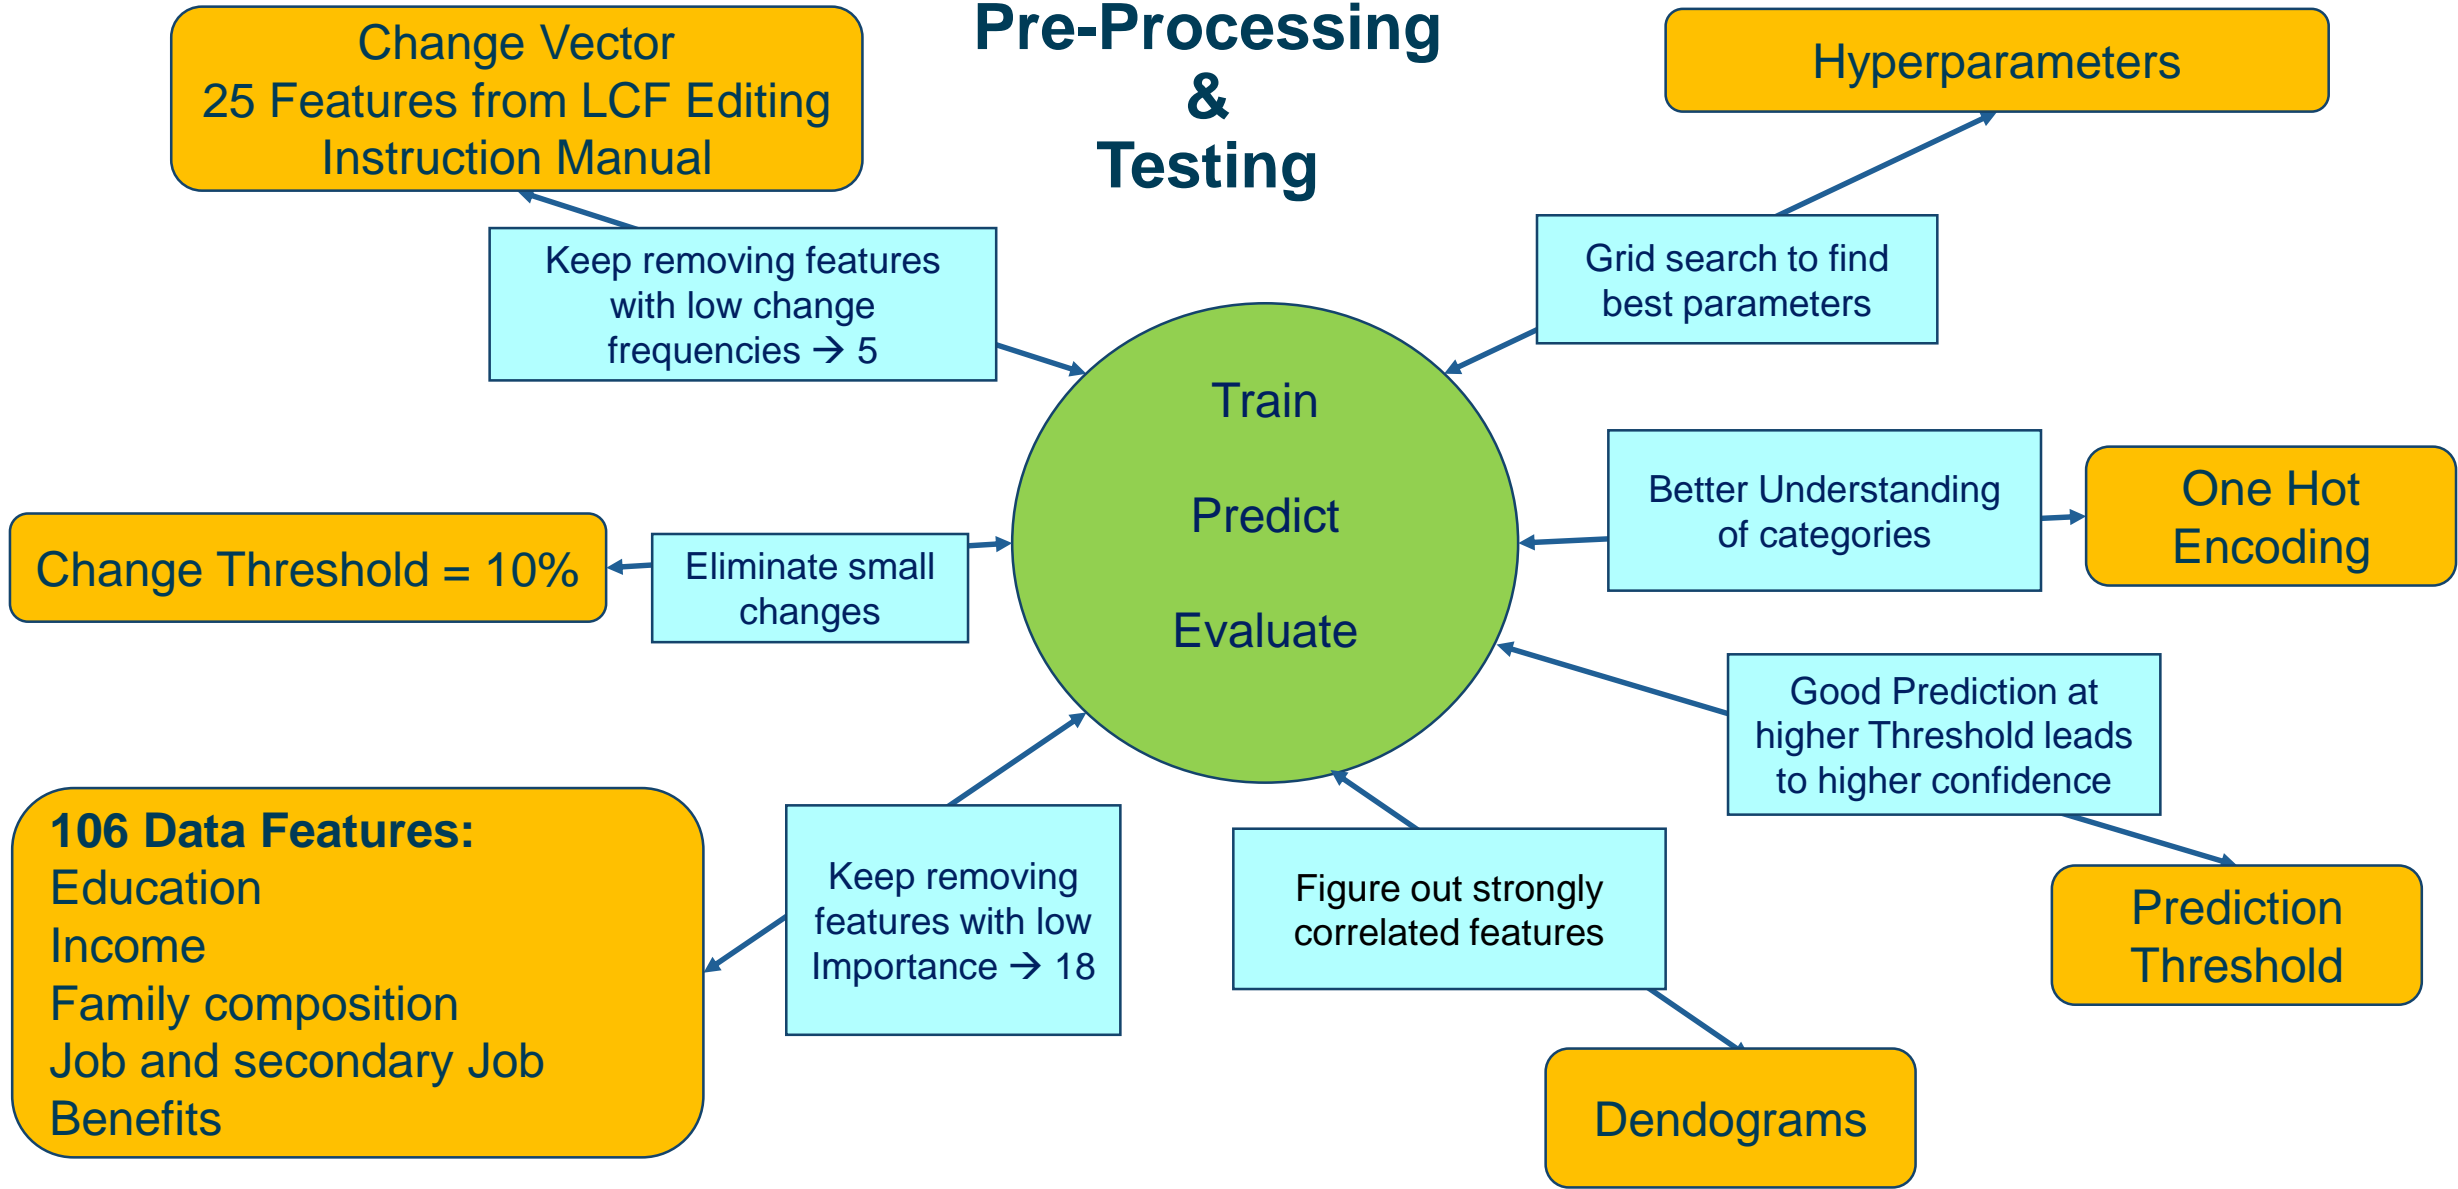 Pre-Processing
&
Testing
Change Vector
25 Features from LCF Editing
Instruction Manual
Hyperparameters
Keep removing features
with low change
frequencies → 5
Grid search to find
best parameters
Train
Predict
Evaluate
Better Understanding
of categories
One Hot
Encoding
Change Threshold = 10%
Eliminate small
changes
Good Prediction at
higher Threshold leads
to higher confidence
Prediction
Threshold
106 Data Features:
Education
Income
Family composition
Job and secondary Job
Benefits
Keep removing
features with low
Importance → 18
Figure out strongly
correlated features
Dendograms